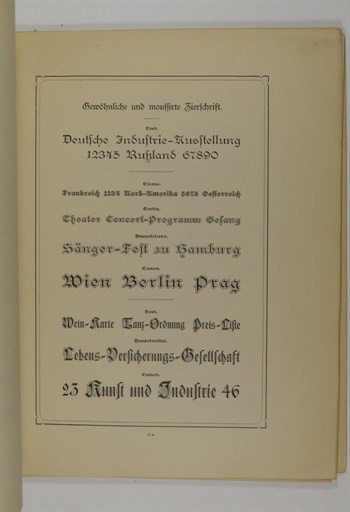 Gewöhnliche und moussirte Zierschrift.
Text.
Deutsche Industrie-Ausstellung
12345 Rußland 67890
Cicero.
Frankreich 1234 Nord-Amerika 5678 Oesterreich
Tertia.
Theater Concert-Programm Gesang
Doppelcicero.
Sänger-Fest zu Hamburg
Canon.
Wien Berlin Prag
Text.
Wein-Karte Tanz-Ordnung Preis-Liste
Doppelmittel.
Lebens-Versicherungs-Gesellschaft
Canon.
23 Kunst und Industrie 46